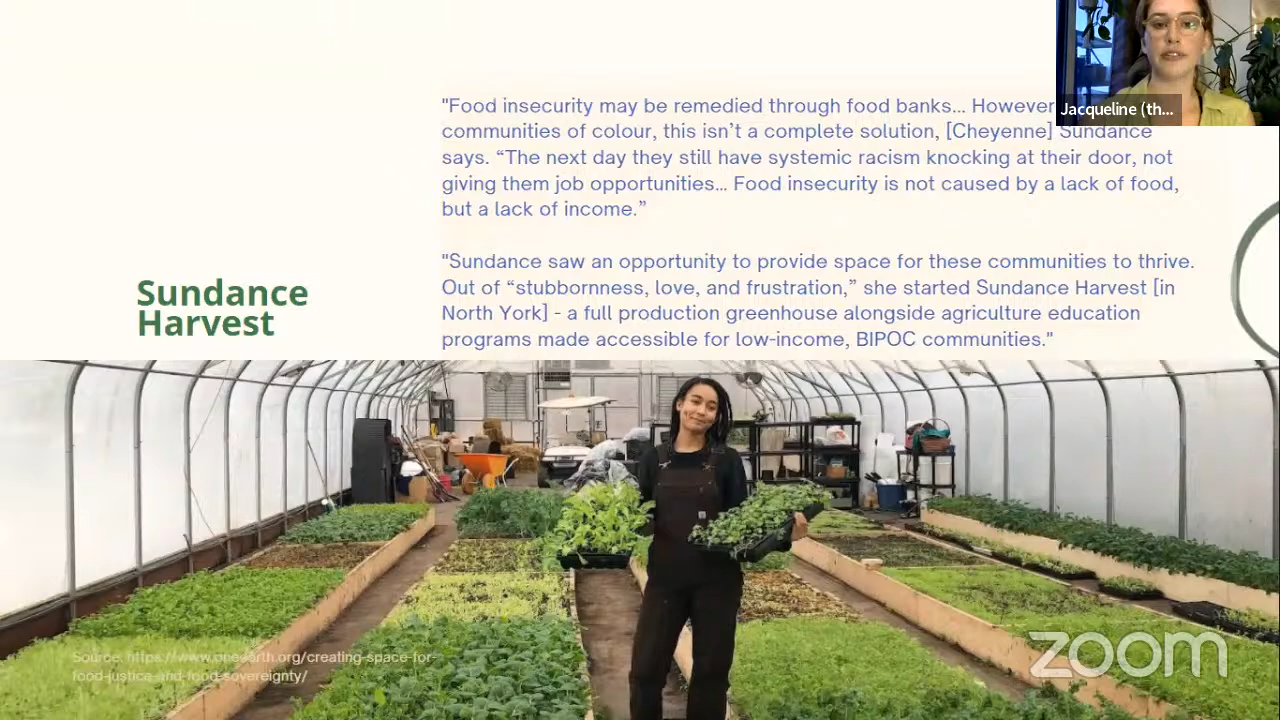 Jacqueline (th...
"Food insecurity may be remedied through food banks... However
communities of colour, this isn’t a complete solution, [Cheyenne] Sundance
says. “The next day they still have systemic racism knocking at their door, not
giving them job opportunities... Food insecurity is not caused by a lack of food,
but a lack of income.”
"Sundance saw an opportunity to provide space for these communities to thrive.
Out of “stubbornness, love, and frustration,” she started Sundance Harvest [in
North York] - a full production greenhouse alongside agriculture education
programs made accessible for low-income, BIPOC communities."
Sundance
Harvest
Source: https://www.oneearth.org/creating-space-for-
food-justice-and-food-sovereignty/
zoom